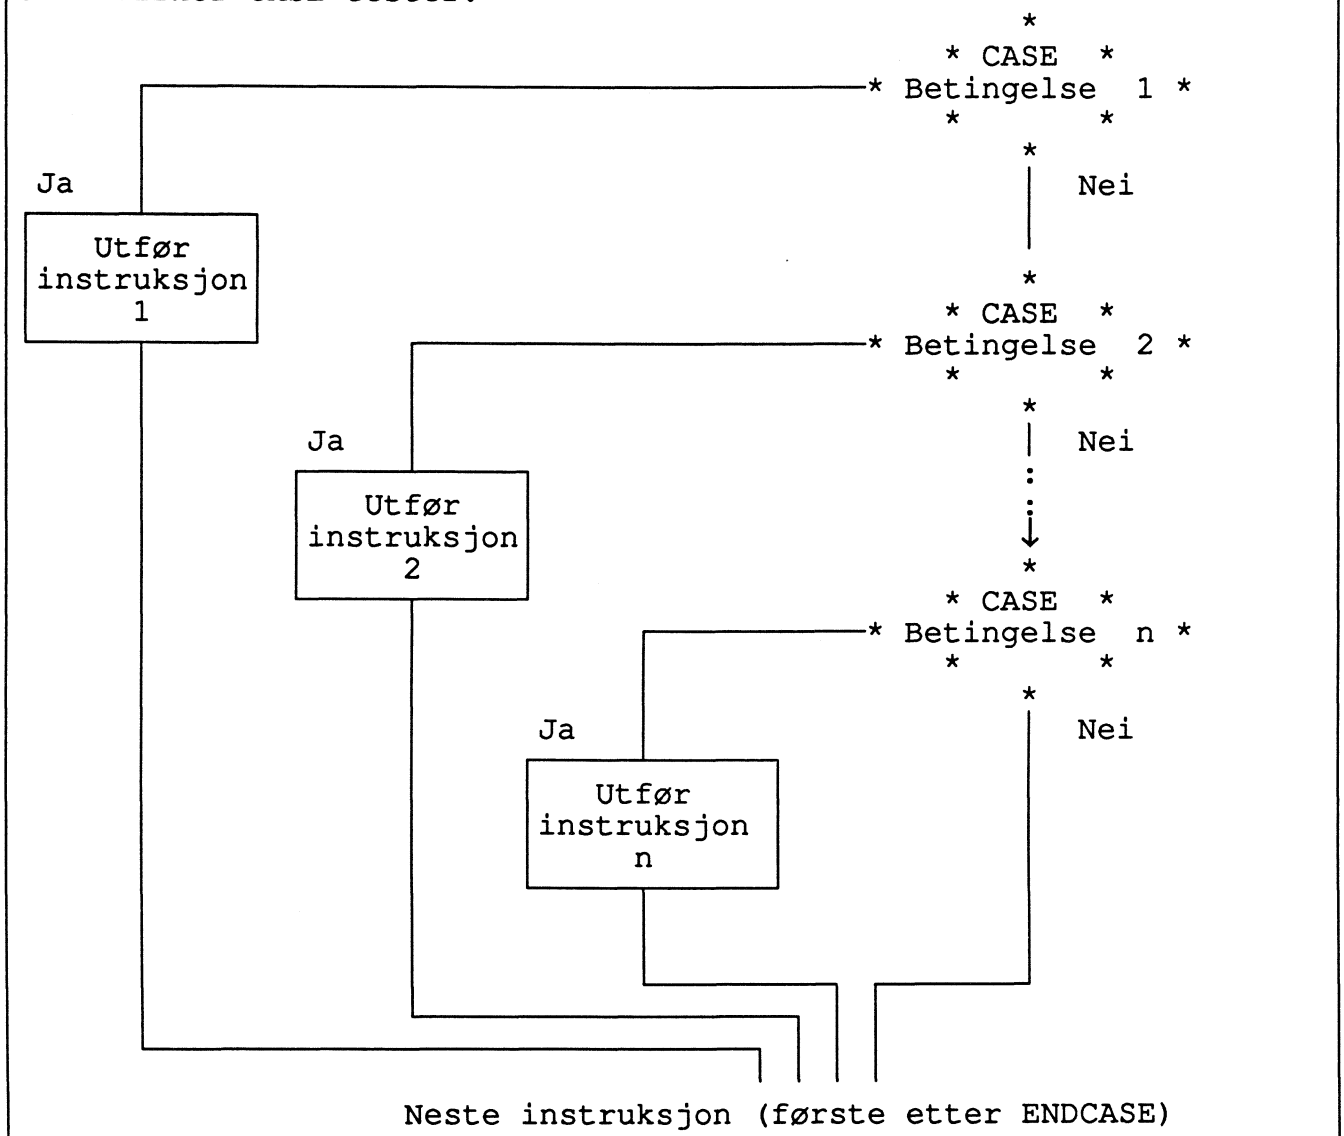 *
* CASE *
* Betingelse 1 *
* *
*
Ja
Nei
Utfør
instruksjon
1
*
* CASE *
* Betingelse 2 *
* *
*
Ja
Nei
:
:
Utfør
instruksjon
2
*
* CASE *
* Betingelse n *
* *
*
Ja
Nei
Utfør
instruksjon
n
Neste instruksjon (første etter ENDCASE)